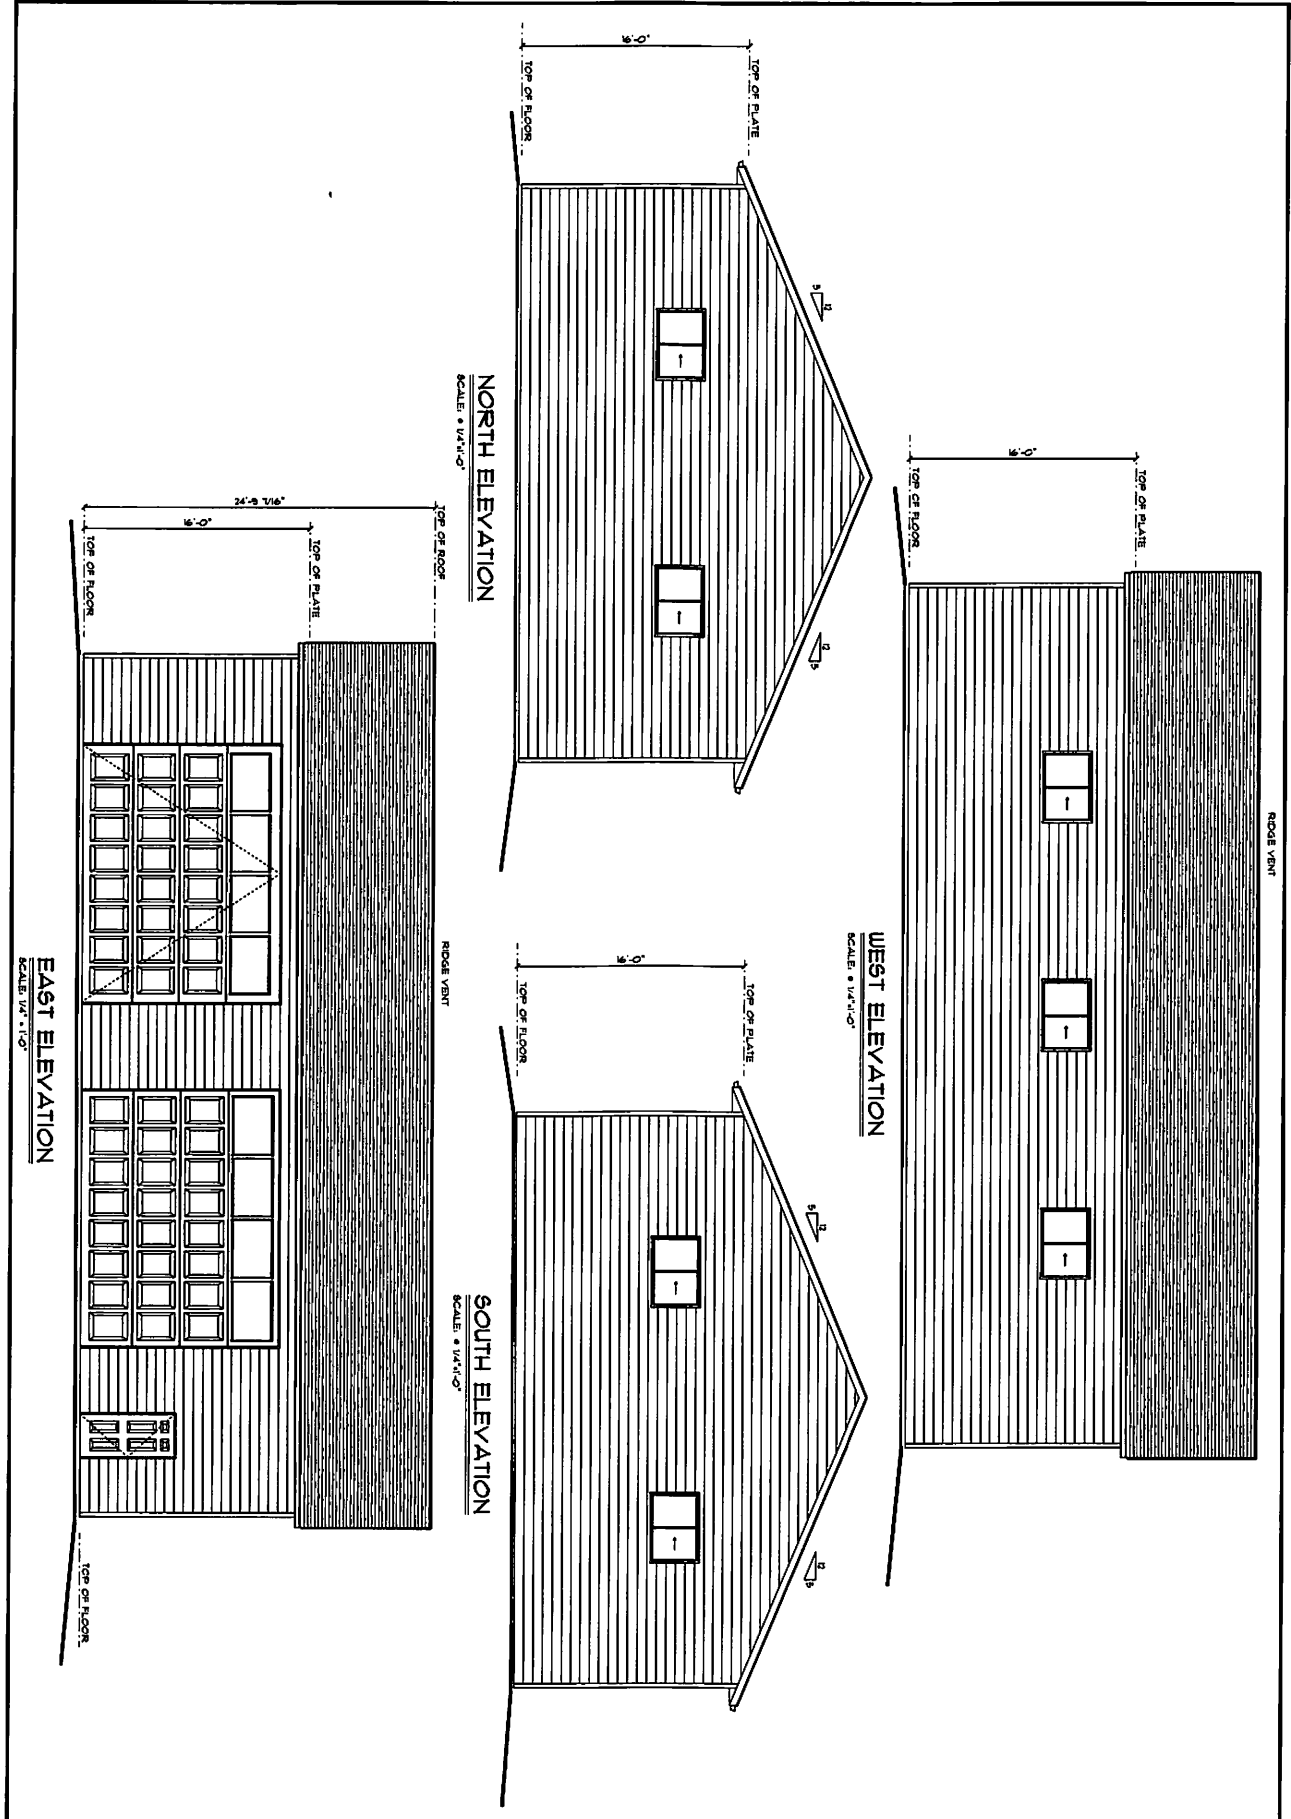 RIDGE VENT
TOP OF PLATE
16'-0"
TOP OF FLOOR
WEST ELEVATION
SCALE: @ 1/4"=1'-0"
TOP OF PLATE
16'-0"
TOP OF FLOOR
5
12
12
5
NORTH ELEVATION
SCALE: @ 1/4"=1'-0"
TOP OF PLATE
16'-0"
TOP OF FLOOR
5
12
12
5
SOUTH ELEVATION
SCALE: @ 1/4"=1'-0"
RIDGE VENT
TOP OF ROOF
TOP OF PLATE
16'-0"
TOP OF FLOOR
TOP OF FLOOR
EAST ELEVATION
SCALE: 1/4" = 1'-0"